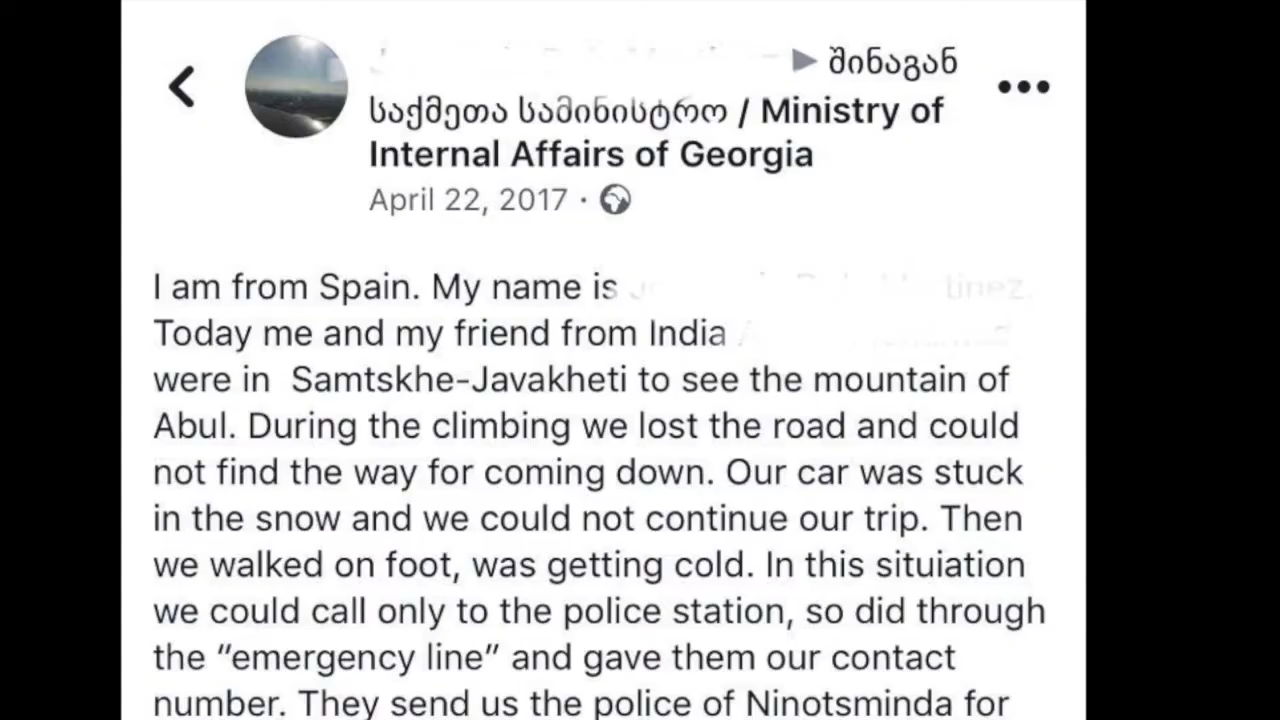 შინაგან
საქმეთა სამინისტრო / Ministry of
Internal Affairs of Georgia
April 22, 2017 ·
I am from Spain. My name is
Today me and my friend from India
were in Samtskhe-Javakheti to see the mountain of
Abul. During the climbing we lost the road and could
not find the way for coming down. Our car was stuck
in the snow and we could not continue our trip. Then
we walked on foot, was getting cold. In this situiation
we could call only to the police station, so did through
the “emergency line” and gave them our contact
number. They send us the police of Ninotsminda for